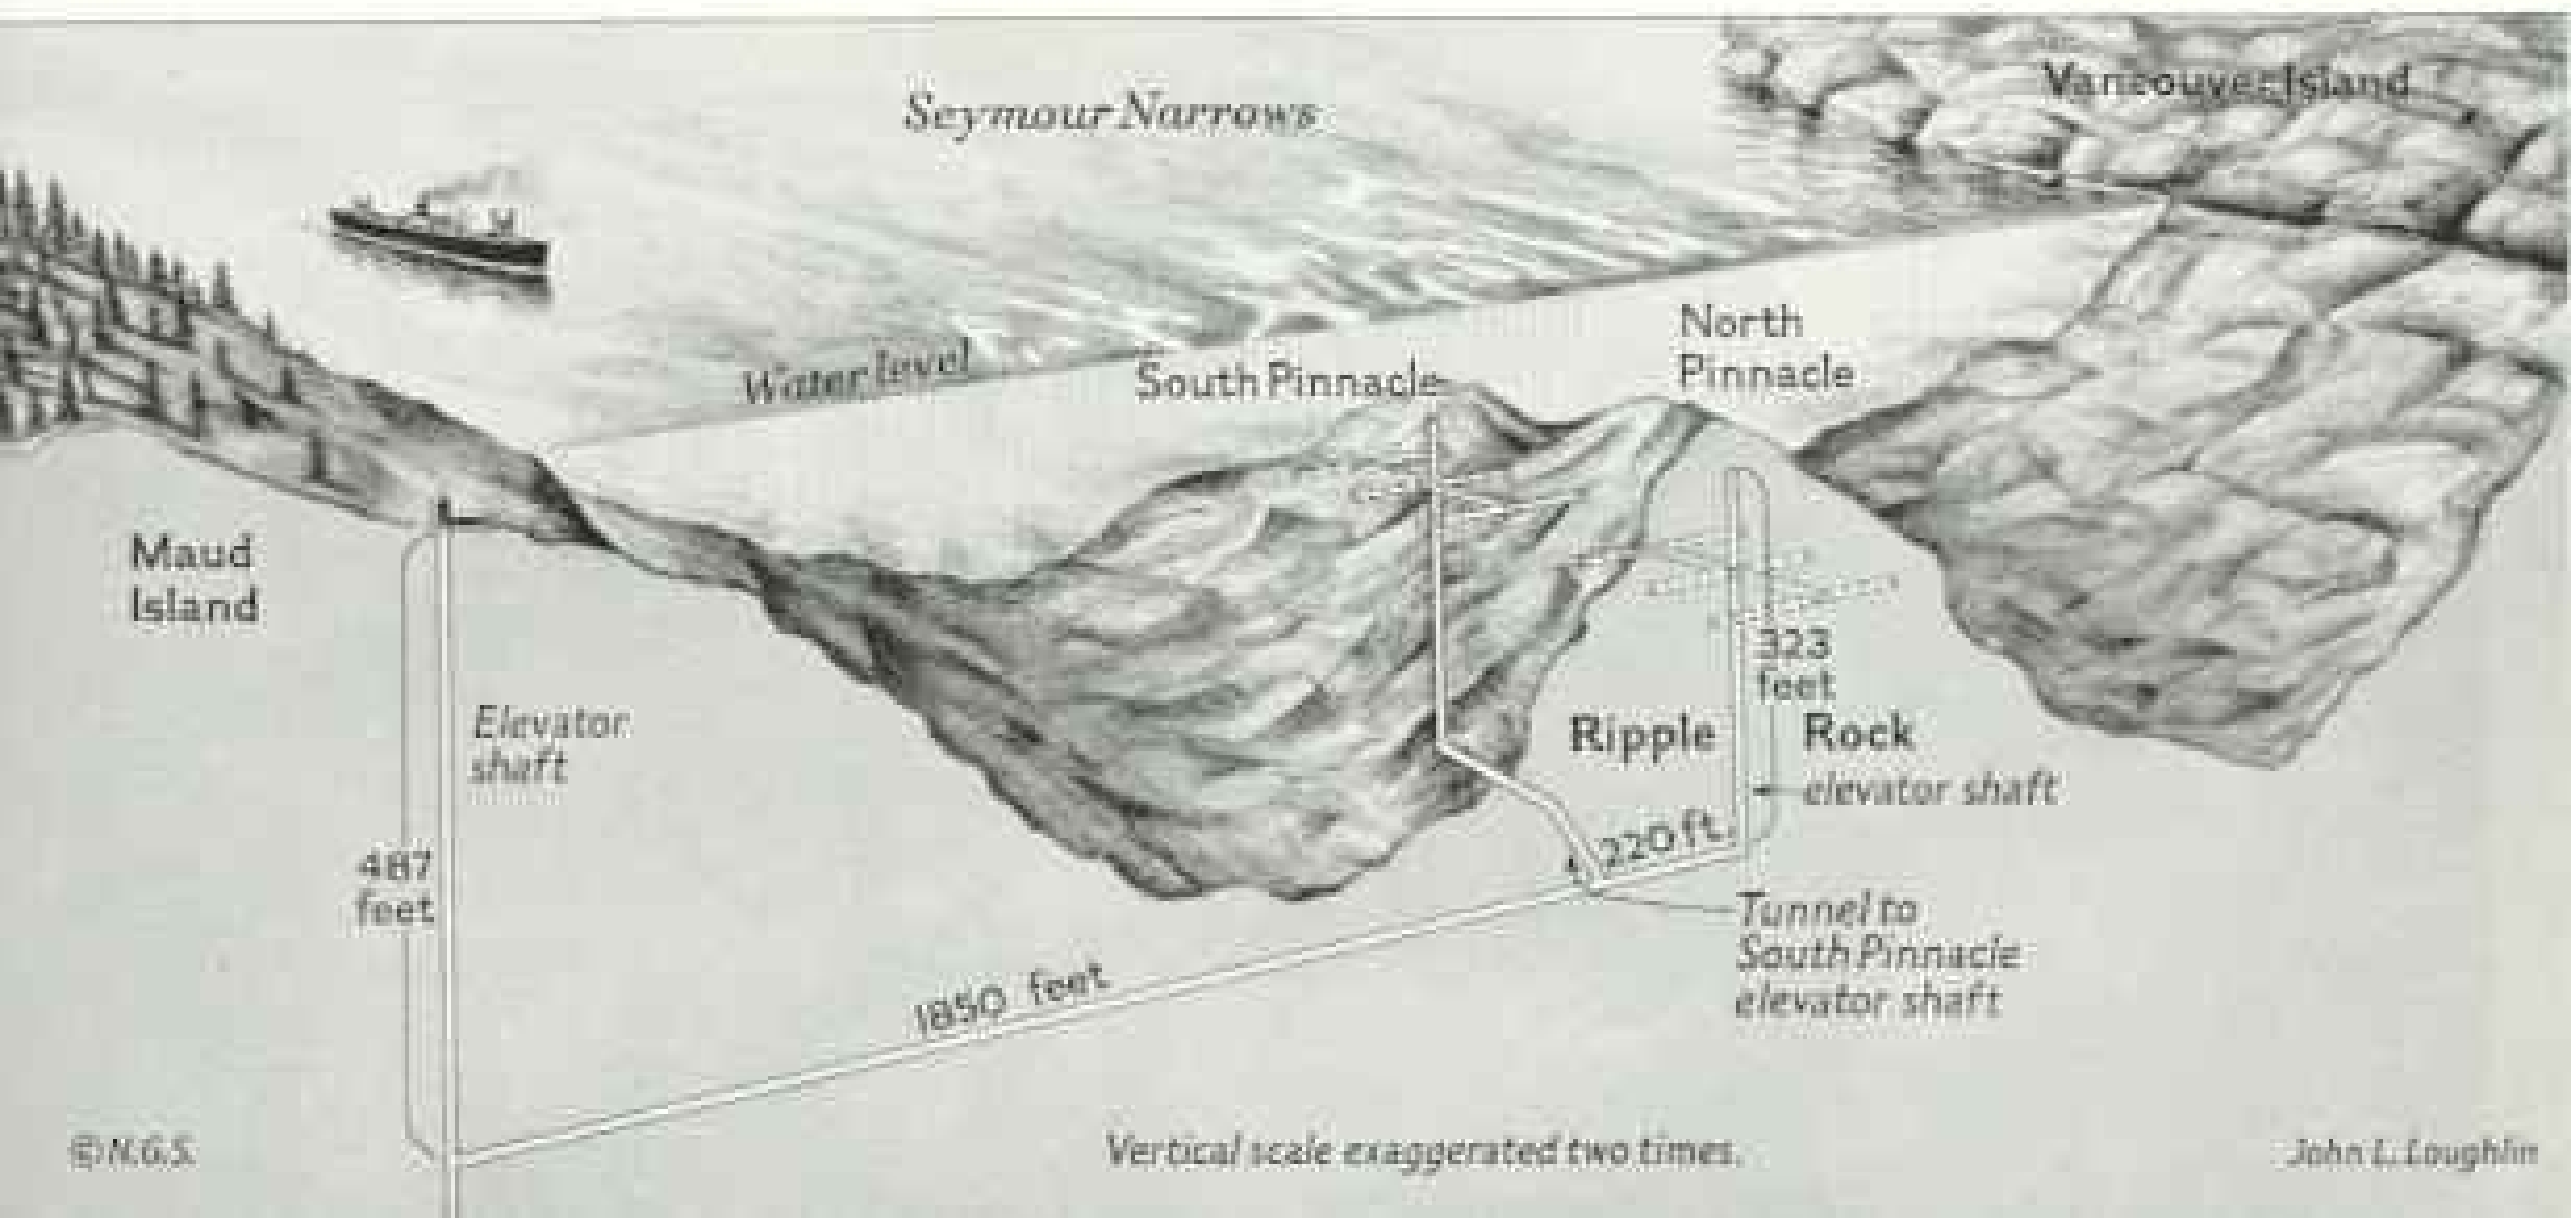 Seymour Narrows
Vancouver Island
Water level
South Pinnacle
North
Pinnacle
Maud
Island
Elevator
shaft
487
feet
323
feet
Ripple Rock
elevator shaft
220 ft.
1850 feet
Tunnel to
South Pinnacle
elevator shaft
©N.G.S.
Vertical scale exaggerated two times.
John L. Loughlin